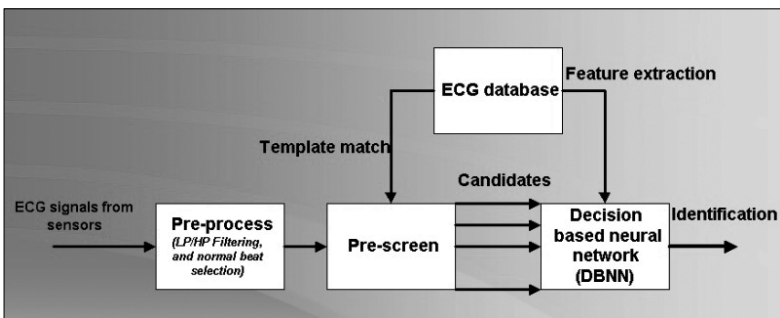 ECG database
Feature extraction
Template match
Candidates
ECG signals from
sensors
Pre-process
(LP/HP Filtering,
and normal beat
selection)
Pre-screen
Decision
based neural
network
(DBNN)
Identification